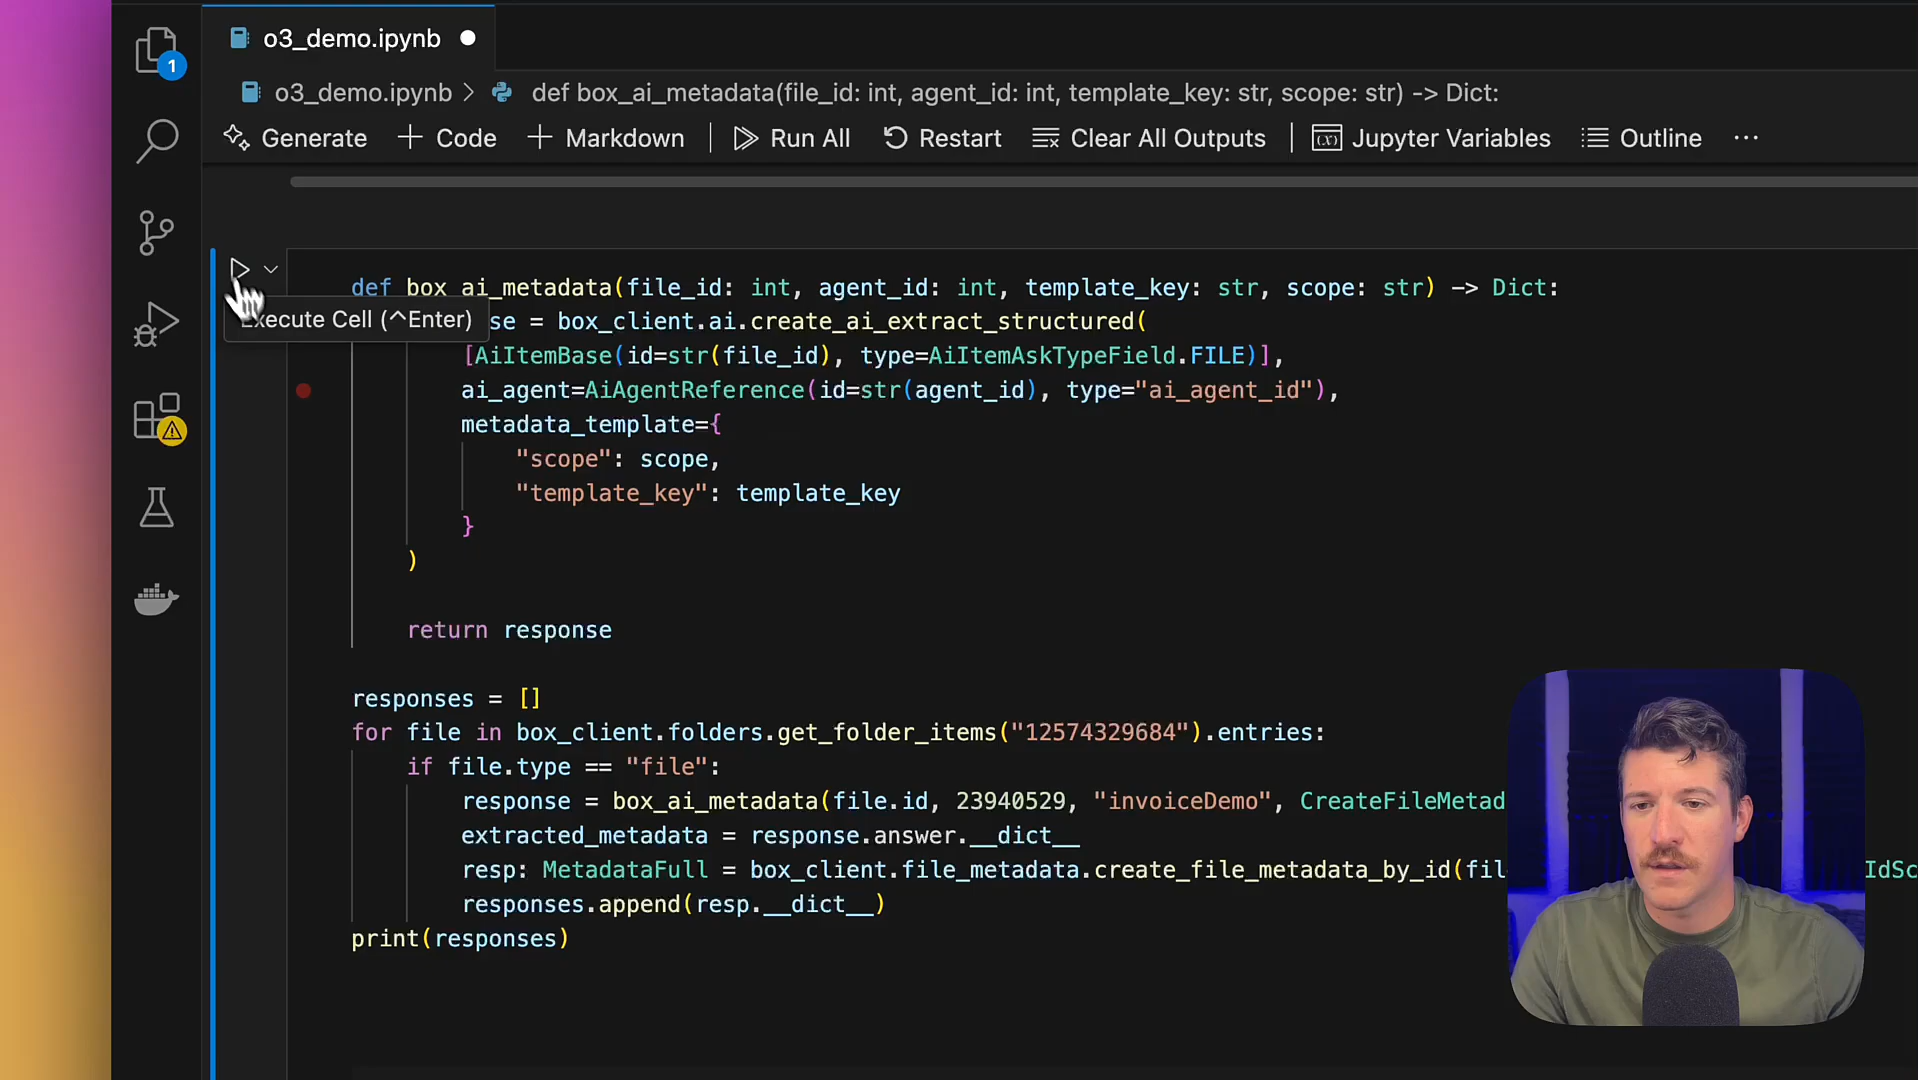 o3_demo.ipynb
1
o3_demo.ipynb > def box_ai_metadata(file_id: int, agent_id: int, template_key: str, scope: str) -> Dict:
Generate + Code + Markdown | Run All Restart Clear All Outputs | Jupyter Variables Outline ...
def box_ai_metadata(file_id: int, agent_id: int, template_key: str, scope: str) -> Dict:
Execute Cell (^Enter)
se = box_client.ai.create_ai_extract_structured(
[AiItemBase(id=str(file_id), type=AiItemAskTypeField.FILE)],
ai_agent=AiAgentReference(id=str(agent_id), type="ai_agent_id"),
metadata_template={
"scope": scope,
"template_key": template_key
}
)
return response
responses = []
for file in box_client.folders.get_folder_items("12574329684").entries:
if file.type == "file":
response = box_ai_metadata(file.id, 23940529, "invoiceDemo", CreateFileMetad
extracted_metadata = response.answer.__dict__
resp: MetadataFull = box_client.file_metadata.create_file_metadata_by_id(fil IdSc
responses.append(resp.__dict__)
print(responses)